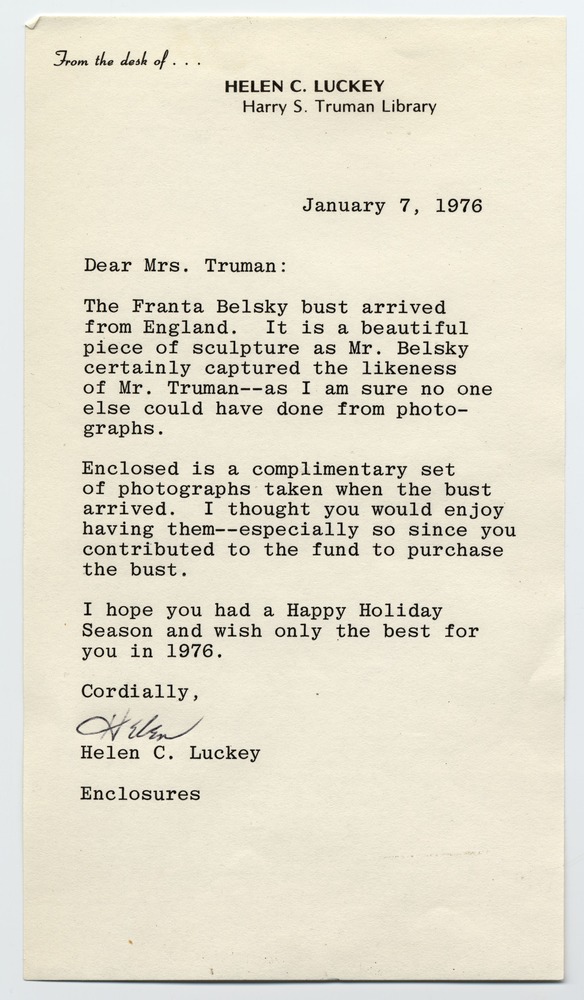 From the desk of . . .
HELEN C. LUCKEY
Harry S. Truman Library
January 7, 1976
Dear Mrs. Truman:
The Franta Belsky bust arrived
from England.  It is a beautiful
piece of sculpture as Mr. Belsky
certainly captured the likeness
of Mr. Truman--as I am sure no one
else could have done from photo-
graphs.
Enclosed is a complimentary set
of photographs taken when the bust
arrived.  I thought you would enjoy
having them--especially so since you
contributed to the fund to purchase
the bust.
I hope you had a Happy Holiday
Season and wish only the best for
you in 1976.
Cordially,
Helen
Helen C. Luckey
Enclosures